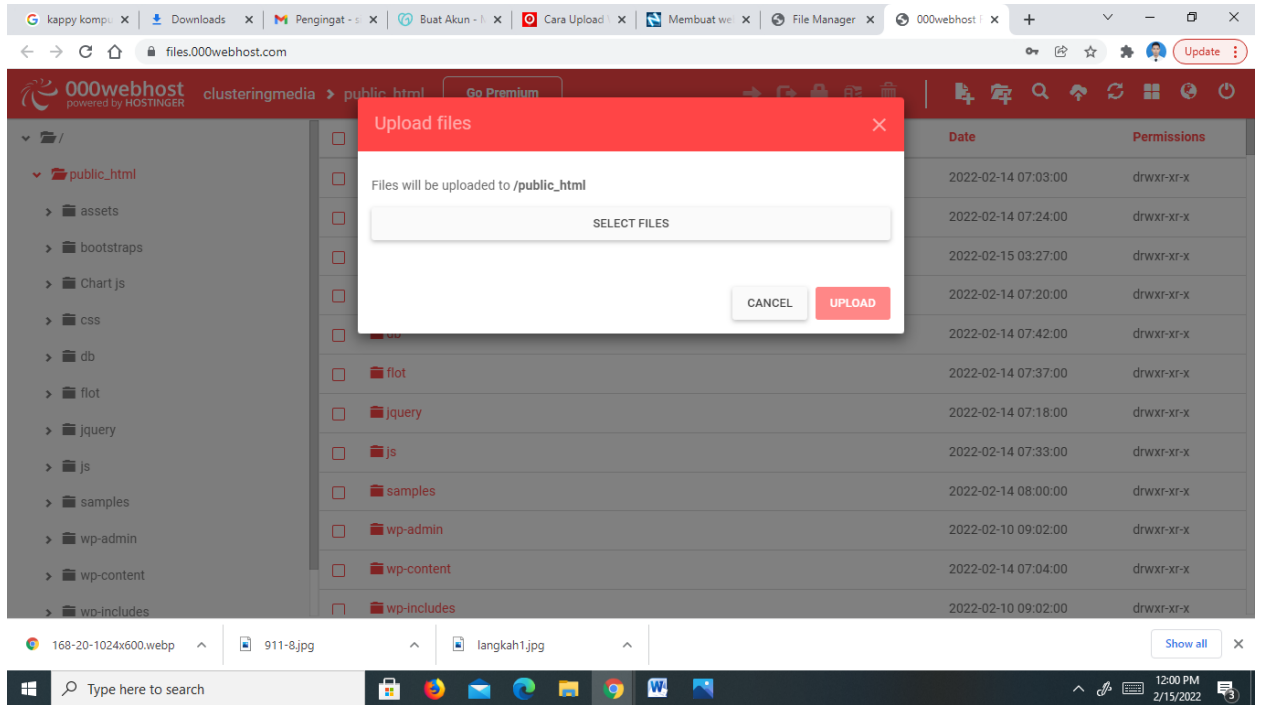 kappy kompu
Downloads
Pengingat - s
Buat Akun -
Cara Upload
Membuat we
File Manager
000webhost
files.000webhost.com
Update
000webhost
powered by HOSTINGER
clusteringmedia > public_html
Go Premium
Upload files
/
Date
Permissions
public_html
Files will be uploaded to /public_html
2022-02-14 07:03:00
drwxr-xr-x
assets
SELECT FILES
2022-02-14 07:24:00
drwxr-xr-x
bootstraps
2022-02-15 03:27:00
drwxr-xr-x
Chart js
CANCEL
UPLOAD
2022-02-14 07:20:00
drwxr-xr-x
css
db
2022-02-14 07:42:00
drwxr-xr-x
db
flot
2022-02-14 07:37:00
drwxr-xr-x
flot
jquery
2022-02-14 07:18:00
drwxr-xr-x
jquery
js
2022-02-14 07:33:00
drwxr-xr-x
js
samples
2022-02-14 08:00:00
drwxr-xr-x
samples
wp-admin
2022-02-10 09:02:00
drwxr-xr-x
wp-admin
wp-content
2022-02-14 07:04:00
drwxr-xr-x
wp-content
wp-includes
2022-02-10 09:02:00
drwxr-xr-x
wp-includes
168-20-1024x600.webp
911-8.jpg
langkah1.jpg
Show all
Type here to search
12:00 PM
2/15/2022
3